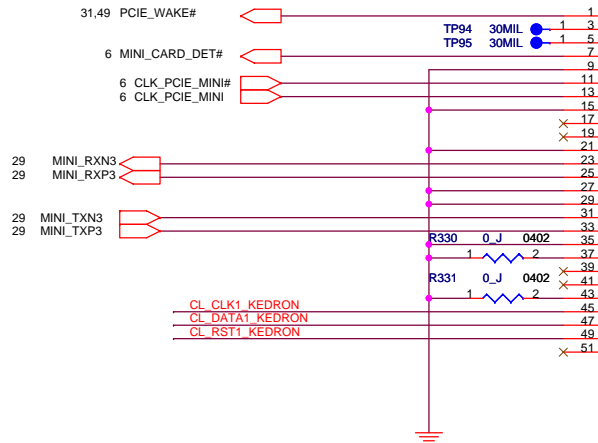 31,49 PCIE_WAKE# 1
TP94 30MIL 1 3
TP95 30MIL 1 5
6 MINI_CARD_DET# 7
9
6 CLK_PCIE_MINI# 11
6 CLK_PCIE_MINI 13
15
17
19
21
29 MINI_RXN3 23
29 MINI_RXP3 25
27
29
29 MINI_TXN3 31
29 MINI_TXP3 33
R330 0_J 0402 35
1 2 37
39
R331 0_J 0402 41
1 2 43
CL_CLK1_KEDRON 45
CL_DATA1_KEDRON 47
CL_RST1_KEDRON 49
51